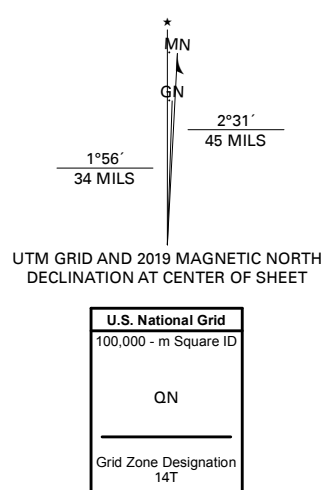 ★
MN
GN
2°31´
45 MILS
1°56´
34 MILS
UTM GRID AND 2019 MAGNETIC NORTH
DECLINATION AT CENTER OF SHEET
U.S. National Grid
100,000 - m Square ID
QN
Grid Zone Designation
14T